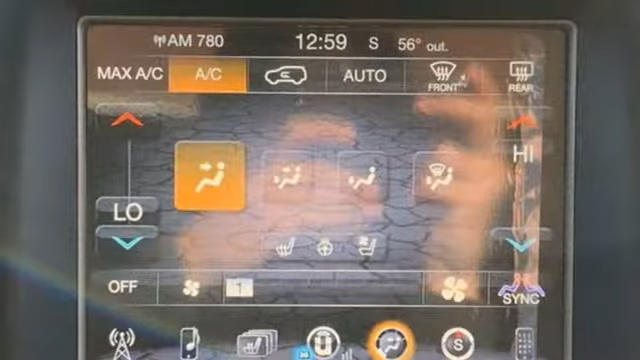 AM 780 12:59 S 56° out.
MAX A/C A/C AUTO FRONT REAR
HI
LO
OFF 1 SYNC